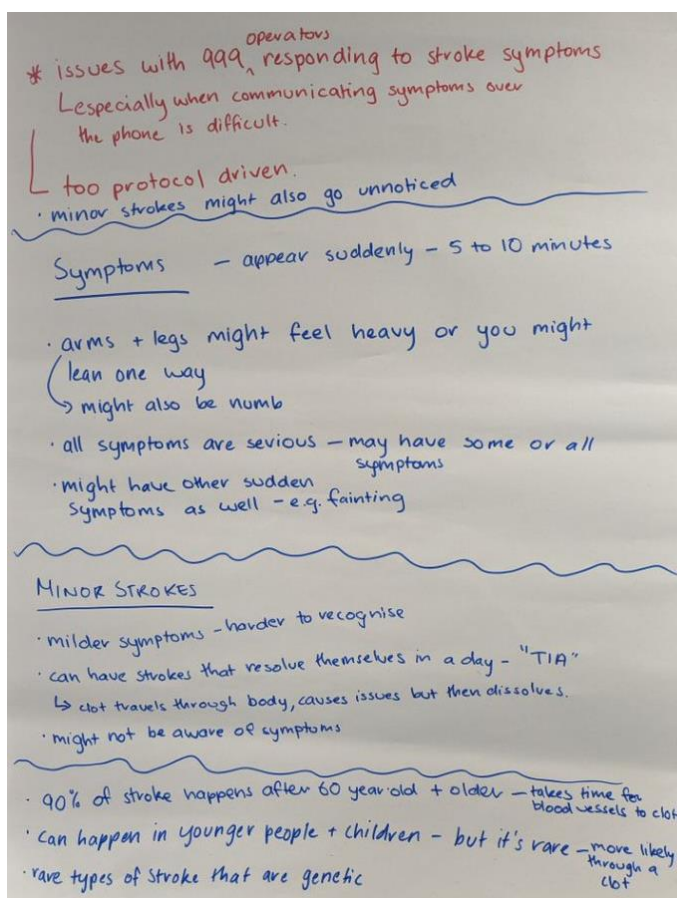 operators
* issues with 999 ‸ responding to stroke symptoms
especially when communicating symptoms over
the phone is difficult.
too protocol driven.
· minor strokes might also go unnoticed
Symptoms - appear suddenly - 5 to 10 minutes
· arms + legs might feel heavy or you might
lean one way
→ might also be numb
· all symptoms are serious - may have some or all
symptoms
· might have other sudden
symptoms as well - e.g. fainting
MINOR STROKES
· milder symptoms - harder to recognise
· can have strokes that resolve themselves in a day - "TIA"
↳ clot travels through body, causes issues but then dissolves.
· might not be aware of symptoms
· 90% of stroke happens after 60 year old + older - takes time for
blood vessels to clot
· can happen in younger people + children - but it's rare - more likely
through a
clot
· rare types of stroke that are genetic